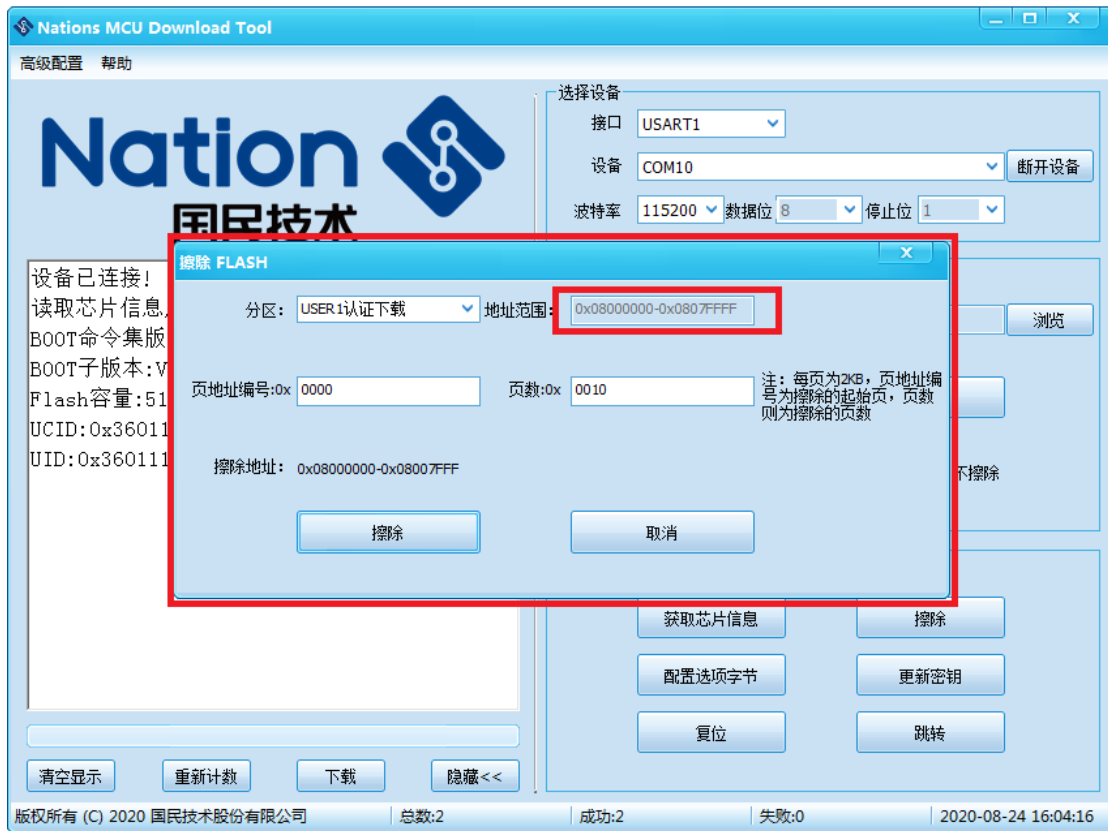 Nations MCU Download Tool
高级配置 帮助
Nation
国民技术
选择设备
接口 USART1
设备 COM10 断开设备
波特率 115200 数据位 8 停止位 1
设备已连接!
读取芯片信息
BOOT命令集版
BOOT子版本:V
Flash容量:51
UCID:0x36011
UID:0x360111
擦除 FLASH
分区: USER1认证下载 地址范围: 0x08000000-0x0807FFFF
页地址编号:0x 0000 页数:0x 0010
注: 每页为2KB, 页地址编
号为擦除的起始页, 页数
则为擦除的页数
擦除地址: 0x08000000-0x08007FFF
擦除 取消
浏览
不擦除
获取芯片信息 擦除
配置选项字节 更新密钥
复位 跳转
清空显示 重新计数 下载 隐藏<<
版权所有 (C) 2020 国民技术股份有限公司 总数:2 成功:2 失败:0 2020-08-24 16:04:16